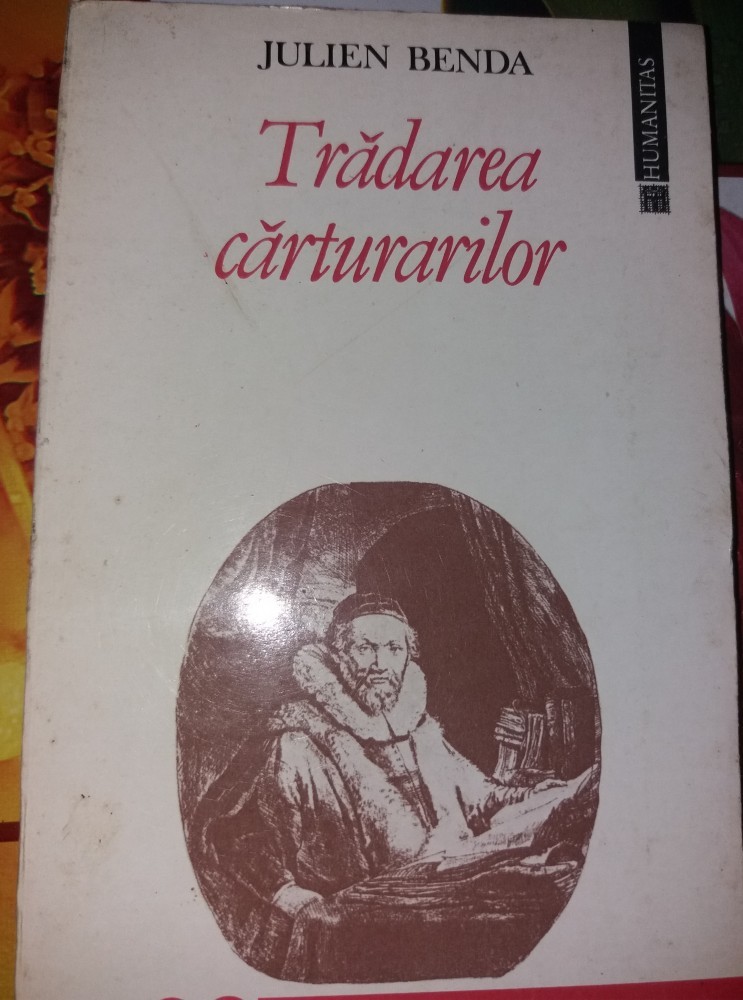 JULIEN BENDA
HUMANITAS
Trădarea
cărturarilor